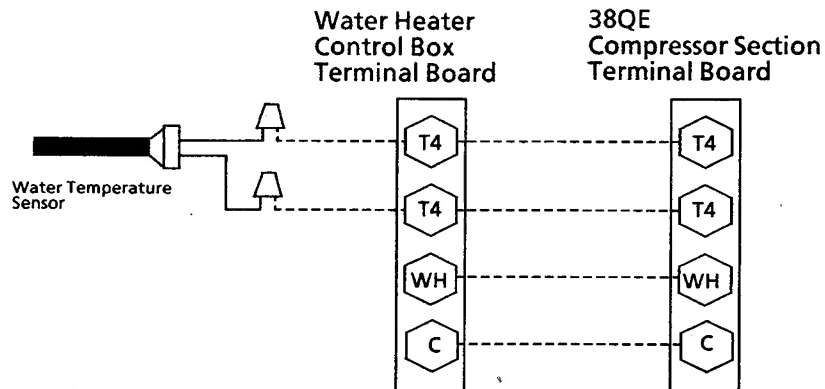 Water Heater
Control Box
Terminal Board
38QE
Compressor Section
Terminal Board
Water Temperature
Sensor
T4
T4
T4
T4
WH
WH
C
C